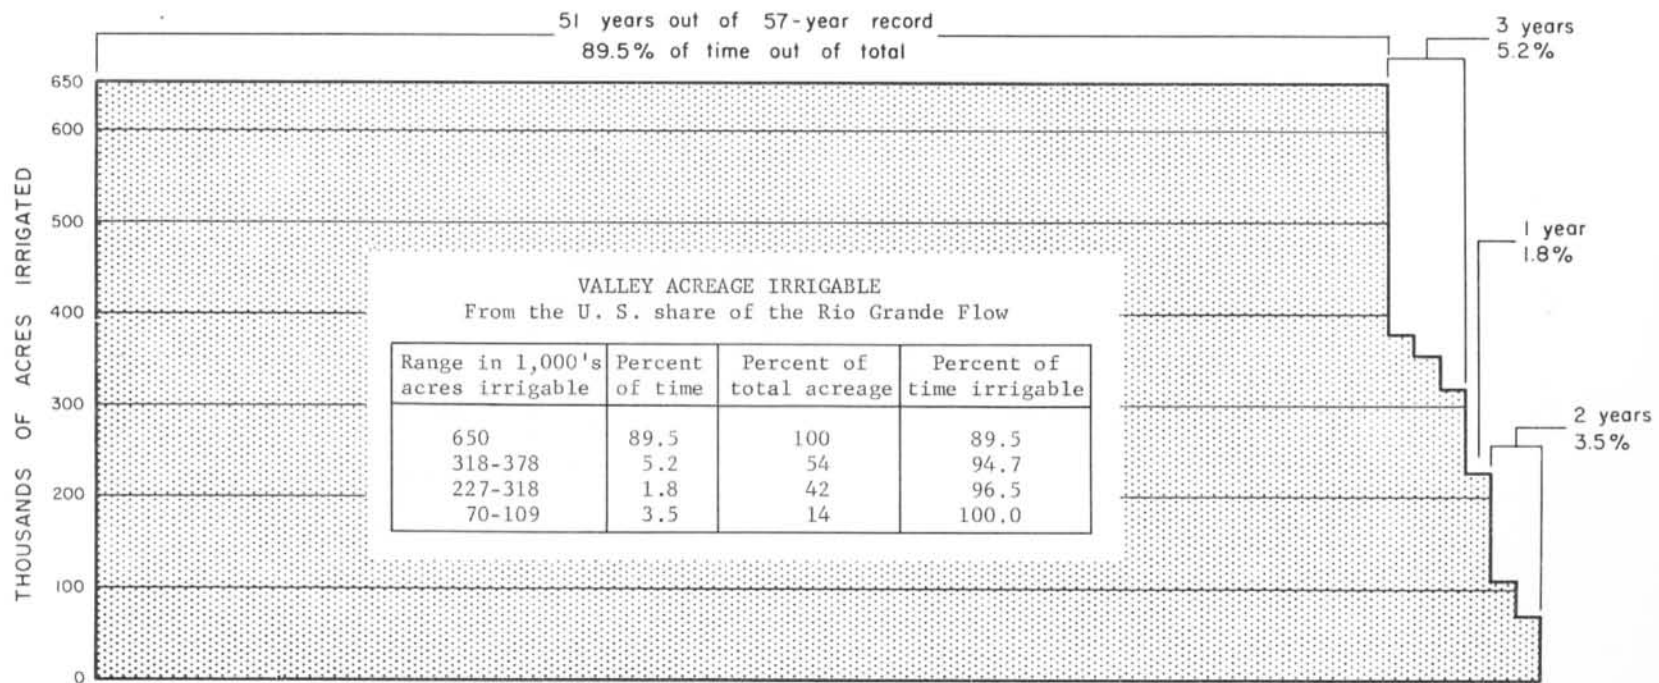 51 years out of 57-year record
89.5% of time out of total
3 years
5.2%
1 year
1.8%
2 years
3.5%
THOUSANDS OF ACRES IRRIGATED
650
600
500
400
300
200
100
0
VALLEY ACREAGE IRRIGABLE
From the U. S. share of the Rio Grande Flow
Range in 1,000's acres irrigable | Percent of time | Percent of total acreage | Percent of time irrigable
650 89.5 100 89.5
318-378 5.2 54 94.7
227-318 1.8 42 96.5
70-109 3.5 14 100.0